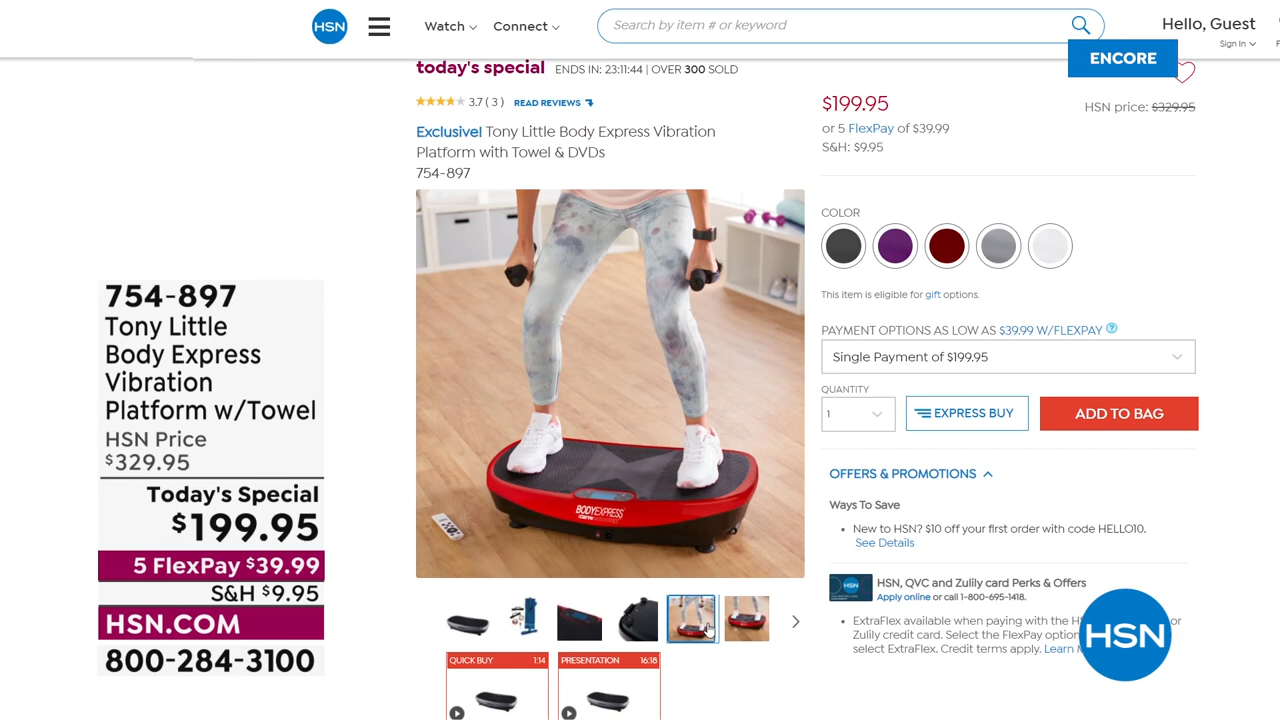 HSN
Watch
Connect
Search by item # or keyword
Hello, Guest
Sign In
ENCORE
today's special ENDS IN: 23:11:44 | OVER 300 SOLD
3.7 ( 3 ) READ REVIEWS
Exclusive! Tony Little Body Express Vibration
Platform with Towel & DVDs
754-897
$199.95
HSN price: $329.95
or 5 FlexPay of $39.99
S&H: $9.95
COLOR
This item is eligible for gift options.
PAYMENT OPTIONS AS LOW AS $39.99 W/FLEXPAY ?
Single Payment of $199.95
QUANTITY
1
EXPRESS BUY
ADD TO BAG
OFFERS & PROMOTIONS
Ways To Save
• New to HSN? $10 off your first order with code HELLO10.
See Details
HSN
HSN, QVC and Zulily card Perks & Offers
Apply online or call 1-800-695-1418.
• ExtraFlex available when paying with the H or
Zulily credit card. Select the FlexPay option
select ExtraFlex. Credit terms apply. Learn
HSN
BODYEXPRESS
QUICK BUY 1:14
PRESENTATION 16:18
754-897
Tony Little
Body Express
Vibration
Platform w/Towel
HSN Price
$329.95
Today's Special
$199.95
5 FlexPay $39.99
S&H $9.95
HSN.COM
800-284-3100